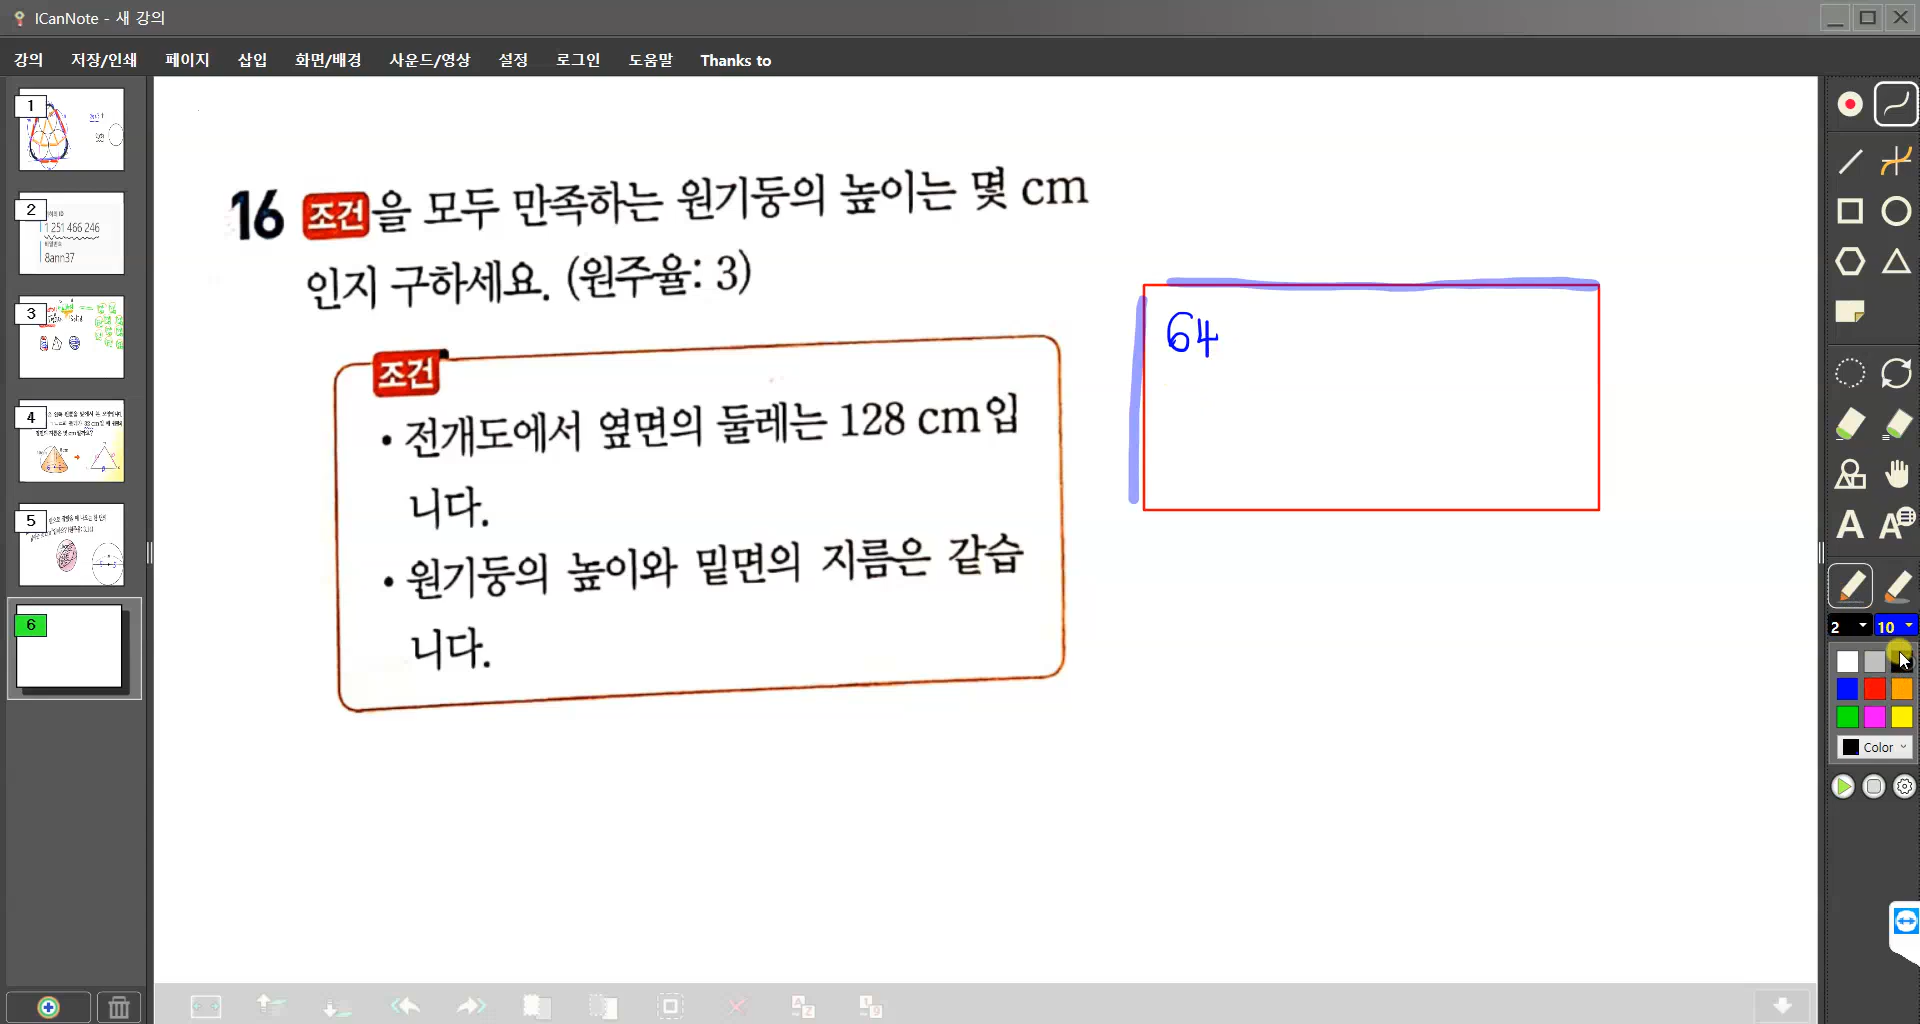 ICanNote - 새 강의
강의 저장/인쇄 페이지 삽입 화면/배경 사운드/영상 설정 로그인 도움말 Thanks to
1
2
1 251 466 246
8ann37
3
4
5
6
16 조건을 모두 만족하는 원기둥의 높이는 몇 cm
인지 구하세요. (원주율: 3)
조건
• 전개도에서 옆면의 둘레는 128 cm입
니다.
• 원기둥의 높이와 밑면의 지름은 같습
니다.
64
2 10
Color